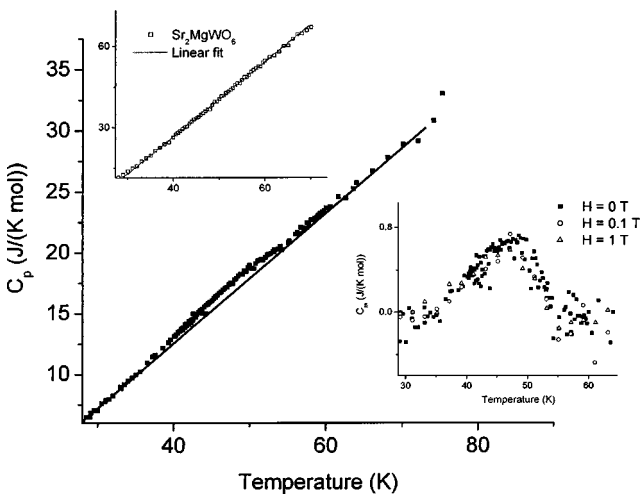 60
30
40
60
Sr2MgWO6
Linear fit
35
30
25
20
15
10
40
60
80
Cp (J/(K mol))
Temperature (K)
0.8
0.0
30
40
50
60
H = 0 T
H = 0.1 T
H = 1 T
Cp (J/(K mol))
Temperature (K)